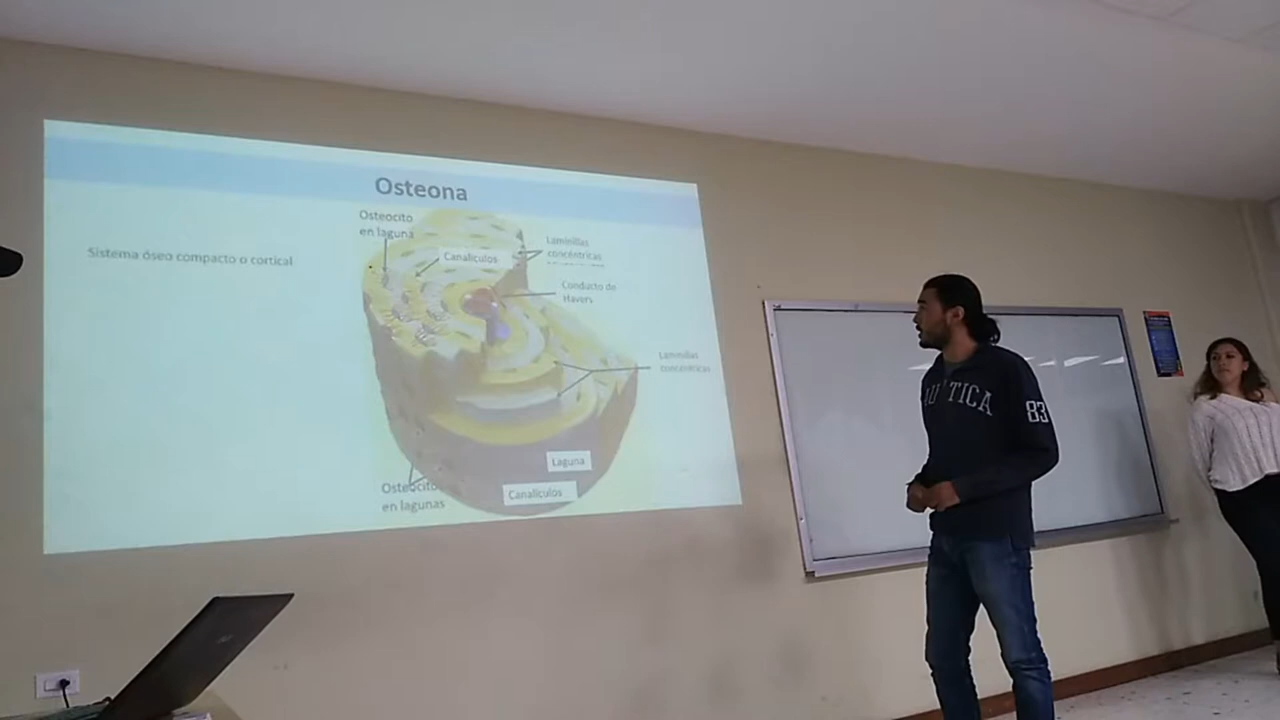 Osteona
Osteocito
en laguna
Sistema óseo compacto o cortical
Canalículos
Laminillas
concéntricas
Conducto de
Havers
Laminillas
concéntricas
Laguna
Osteocito
en lagunas
Canalículos
NAUTICA
83